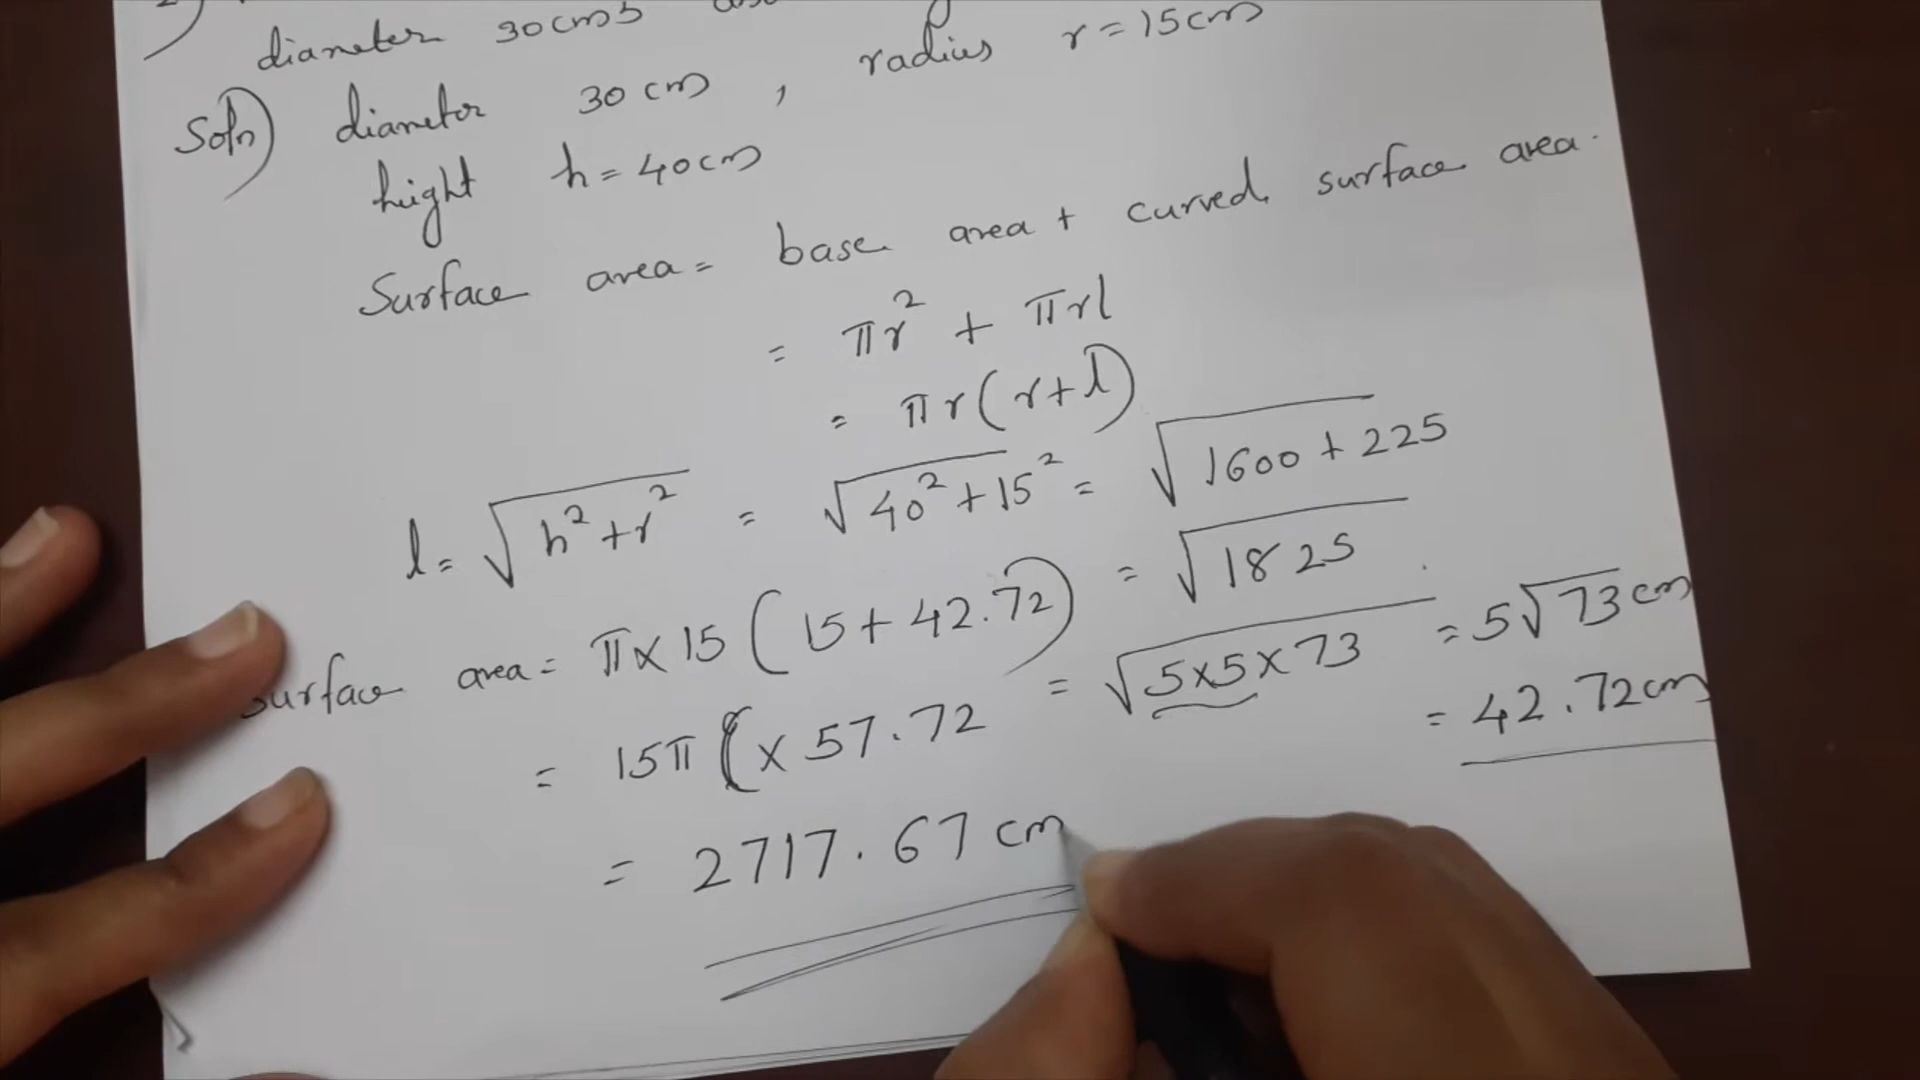 diameter 30cms
Soln) diameter 30 cm , radius r = 15cm
height h = 40cm
Surface area = base area + curved surface area.
= πr² + πrl
= πr(r+l)
l = √h²+r² = √40²+15² = √1600+225
= √1825
= √5×5×73 = 5√73 cm
= 42.72cm
surface area = π×15 (15+42.72)
= 15π × 57.72
= 2717.67 cm